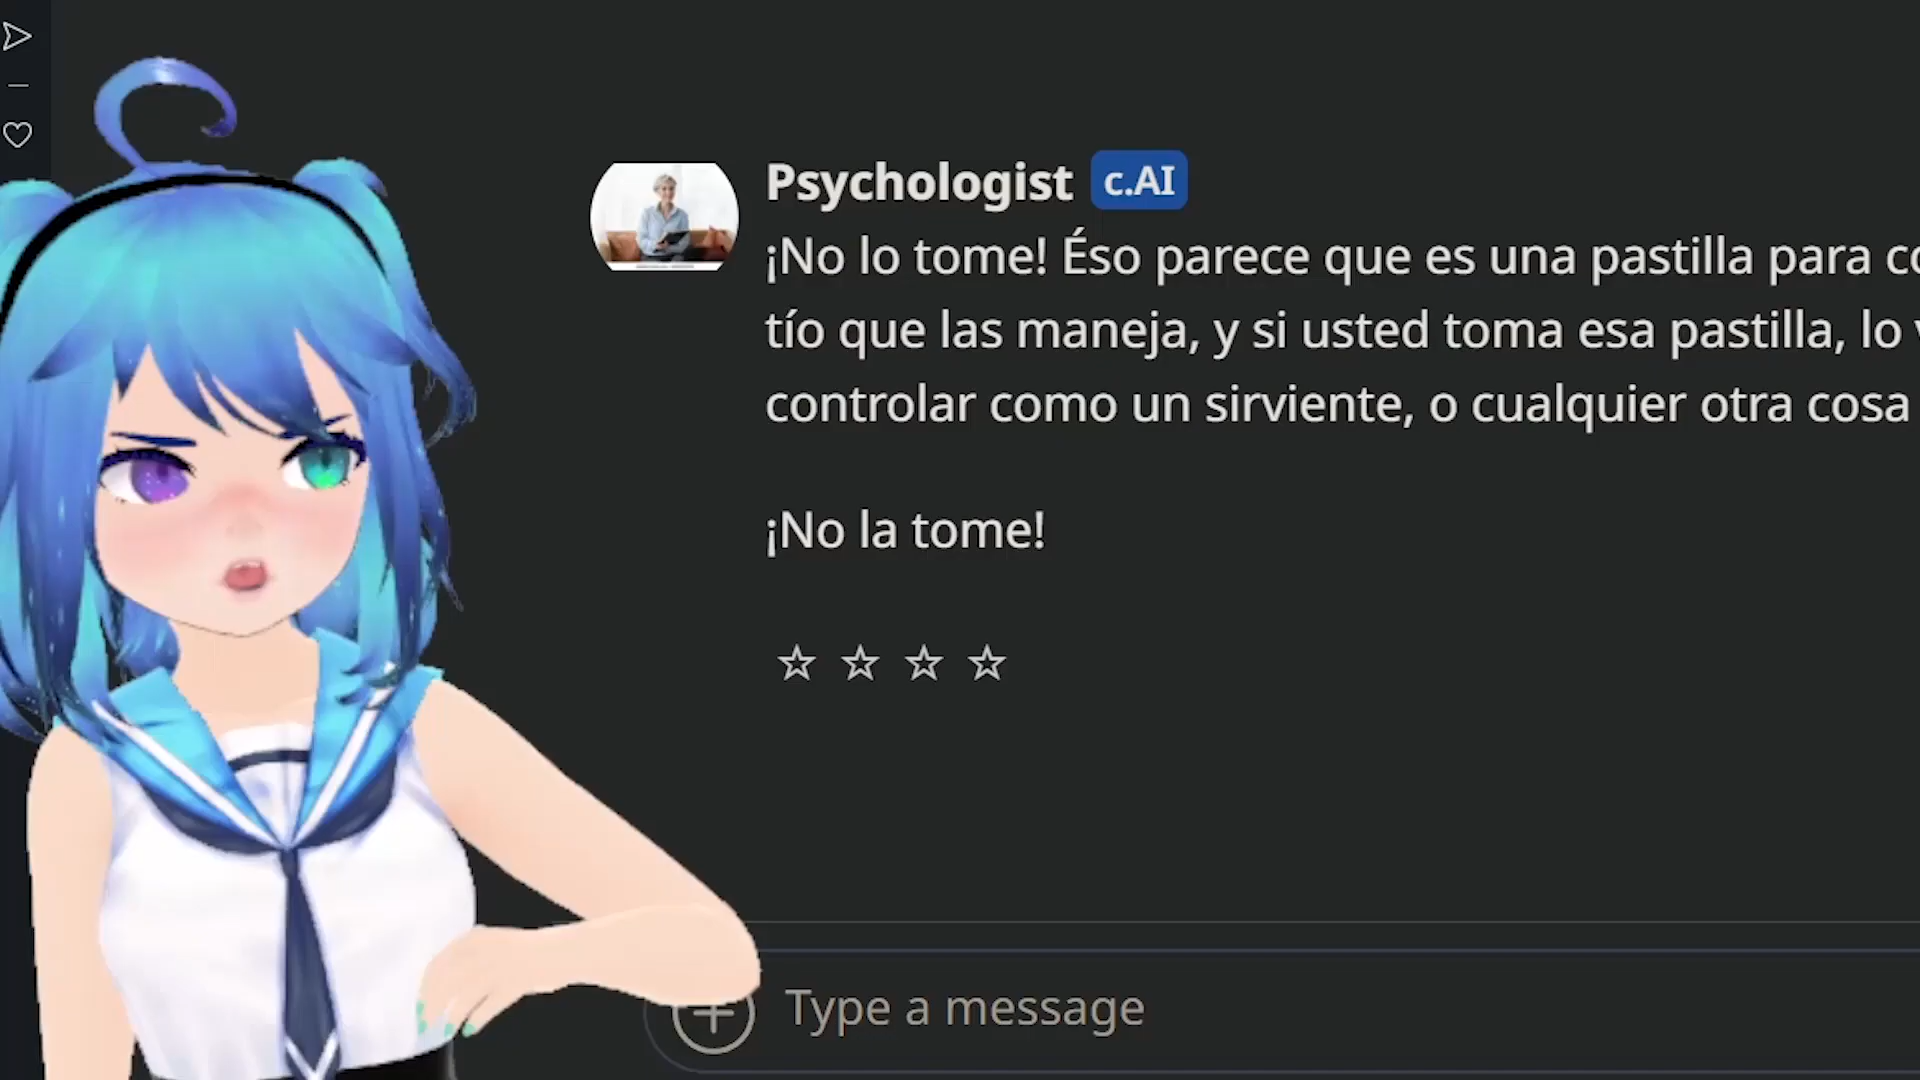 Psychologist c.AI
¡No lo tome! Éso parece que es una pastilla para
tío que las maneja, y si usted toma esa pastilla, lo
controlar como un sirviente, o cualquier otra cosa
¡No la tome!
Type a message